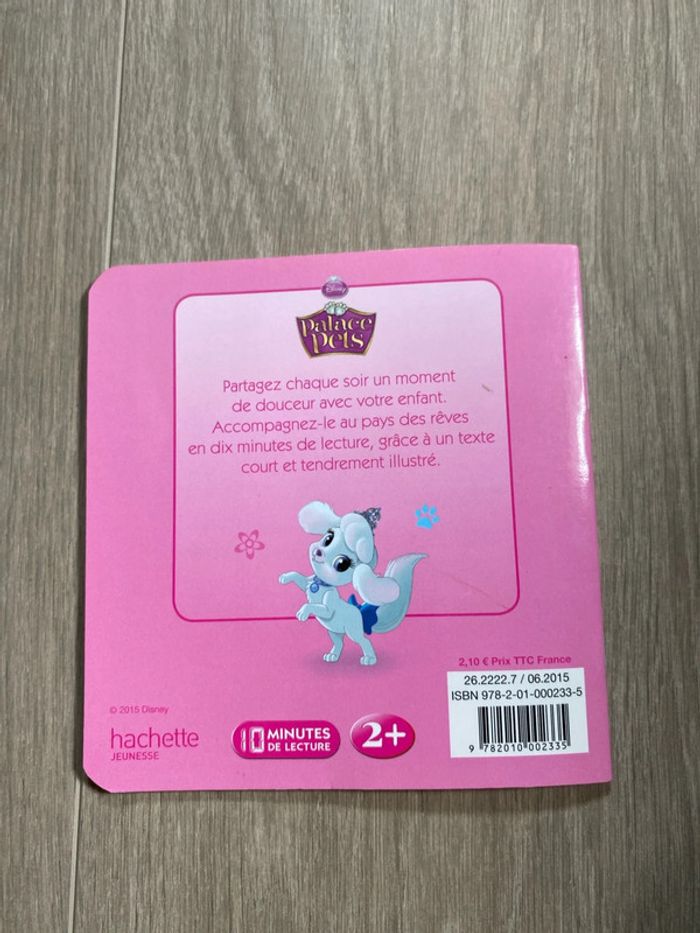 Disney
Palace
Pets
Partagez chaque soir un moment
de douceur avec votre enfant.
Accompagnez-le au pays des rêves
en dix minutes de lecture, grâce à un texte
court et tendrement illustré.
2,10 € Prix TTC France
26.2222.7 / 06.2015
ISBN 978-2-01-000233-5
9 782010 002335
© 2015 Disney
hachette
JEUNESSE
10 MINUTES
DE LECTURE
2+